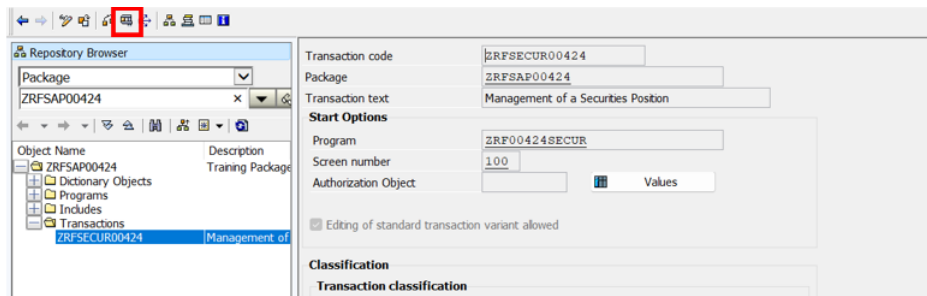 Repository Browser
Package
ZRFSAP00424
Object Name Description
ZRFSAP00424 Training Package
Dictionary Objects
Programs
Includes
Transactions
ZRFSECUR00424 Management of
Transaction code ZRFSECUR00424
Package ZRFSAP00424
Transaction text Management of a Securities Position
Start Options
Program ZRF00424SECUR
Screen number 100
Authorization Object Values
Editing of standard transaction variant allowed
Classification
Transaction classification